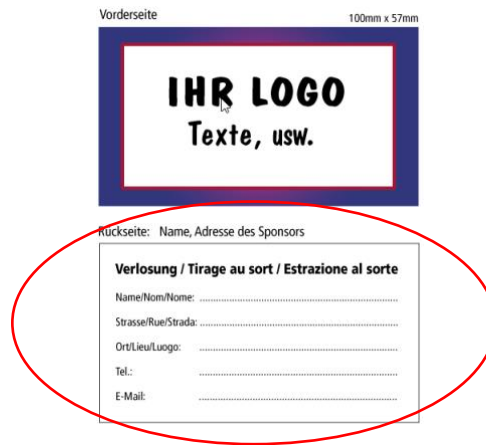 Vorderseite 100mm x 57mm
IHR LOGO
Texte, usw.
Rückseite: Name, Adresse des Sponsors
Verlosung / Tirage au sort / Estrazione al sorte
Name/Nom/Nome: ................................................................
Strasse/Rue/Strada: ................................................................
Ort/Lieu/Luogo: ................................................................
Tel.: ................................................................
E-Mail: ................................................................